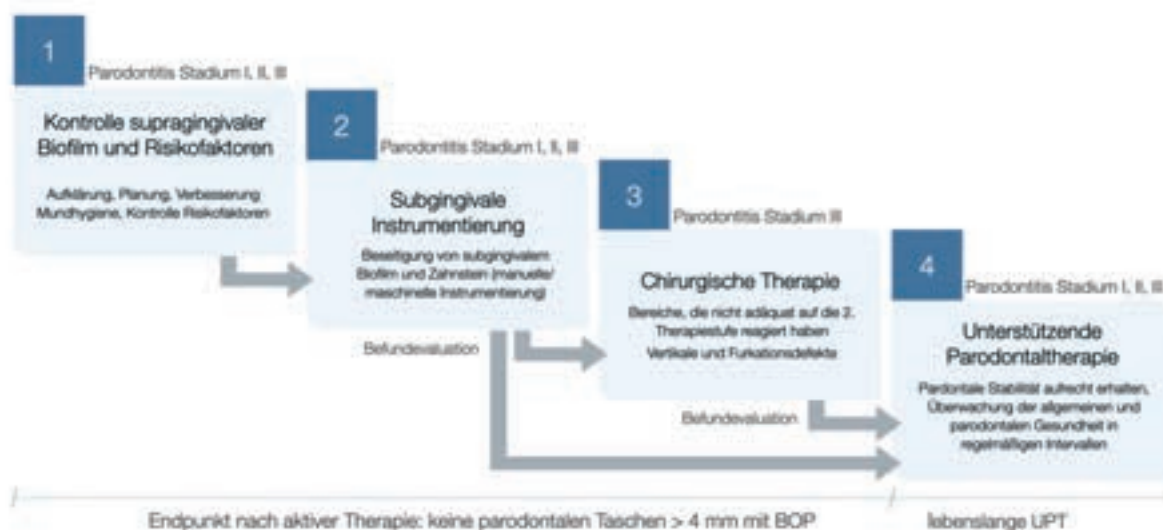 1
Parodontitis Stadium I, II, III
Kontrolle supragingivaler
Biofilm und Risikofaktoren
Aufklärung, Planung, Verbesserung
Mundhygiene, Kontrolle Risikofaktoren
2
Parodontitis Stadium I, II, III
Subgingivale
Instrumentierung
Beseitigung von subgingivalem
Biofilm und Zahnstein (manuelle/
maschinelle Instrumentierung)
Befundevaluation
3
Parodontitis Stadium III
Chirurgische Therapie
Bereiche, die nicht adäquat auf die 2.
Therapiestufe reagiert haben
Vertikale und Furkationsdefekte
Befundevaluation
4
Parodontitis Stadium I, II, III
Unterstützende
Parodontaltherapie
Pardontale Stabilität aufrecht erhalten,
Überwachung der allgemeinen und
parodontalen Gesundheit in
regelmäßigen Intervallen
Endpunkt nach aktiver Therapie: keine parodontalen Taschen > 4 mm mit BOP
lebenslange UPT